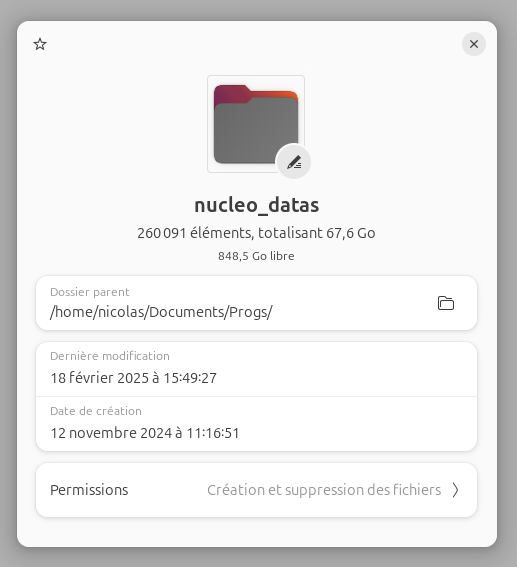 nucleo_datas
260 091 éléments, totalisant 67,6 Go
848,5 Go libre
Dossier parent
/home/nicolas/Documents/Progs/
Dernière modification
18 février 2025 à 15:49:27
Date de création
12 novembre 2024 à 11:16:51
Permissions Création et suppression des fichiers